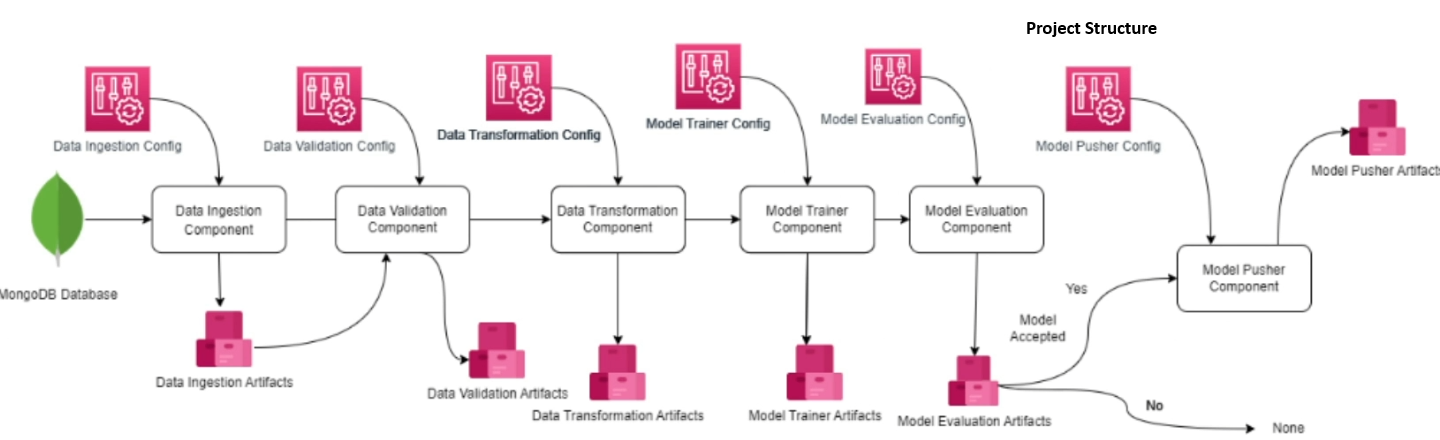 Project Structure
Data Ingestion Config
Data Validation Config
Data Transformation Config
Model Trainer Config
Model Evaluation Config
Model Pusher Config
Model Pusher Artifacts
MongoDB Database
Data Ingestion
Component
Data Validation
Component
Data Transformation
Component
Model Trainer
Component
Model Evaluation
Component
Model Pusher
Component
Yes
Model
Accepted
No
None
Data Ingestion Artifacts
Data Validation Artifacts
Data Transformation Artifacts
Model Trainer Artifacts
Model Evaluation Artifacts